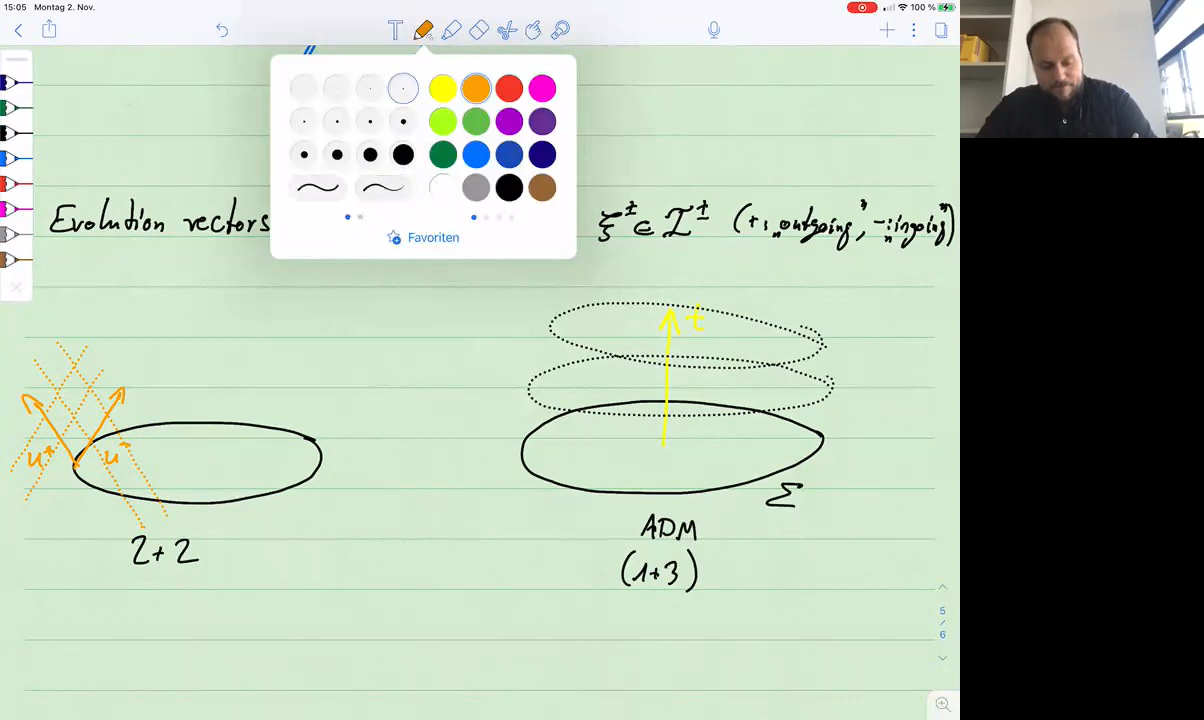 15:05 Montag 2. Nov. 100 %
T
Favoriten
Evolution vectors ξ± ∈ I± (+: „outgoing", -: „ingoing")
t
u+ u-
Σ
2+2
ADM
(1+3)
5
/
6